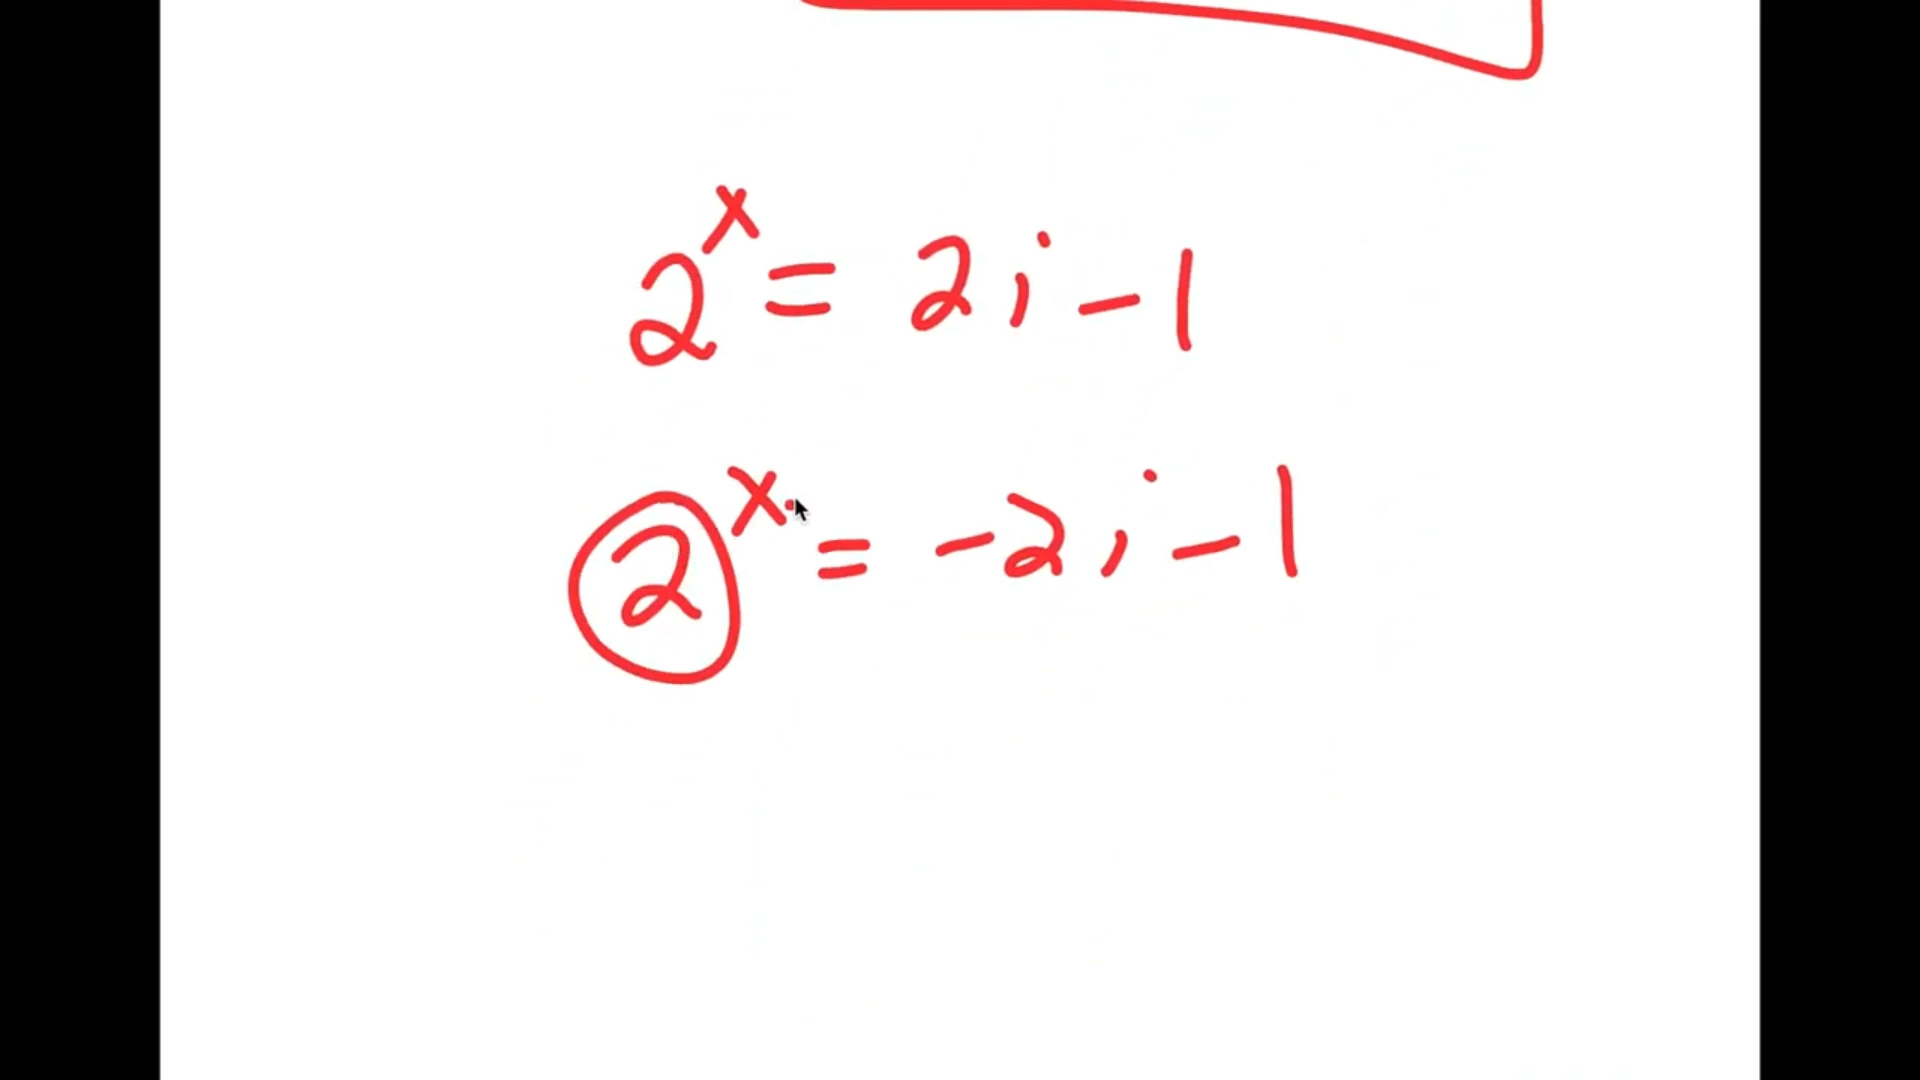 2^x = 2i - 1
2^x = -2i - 1